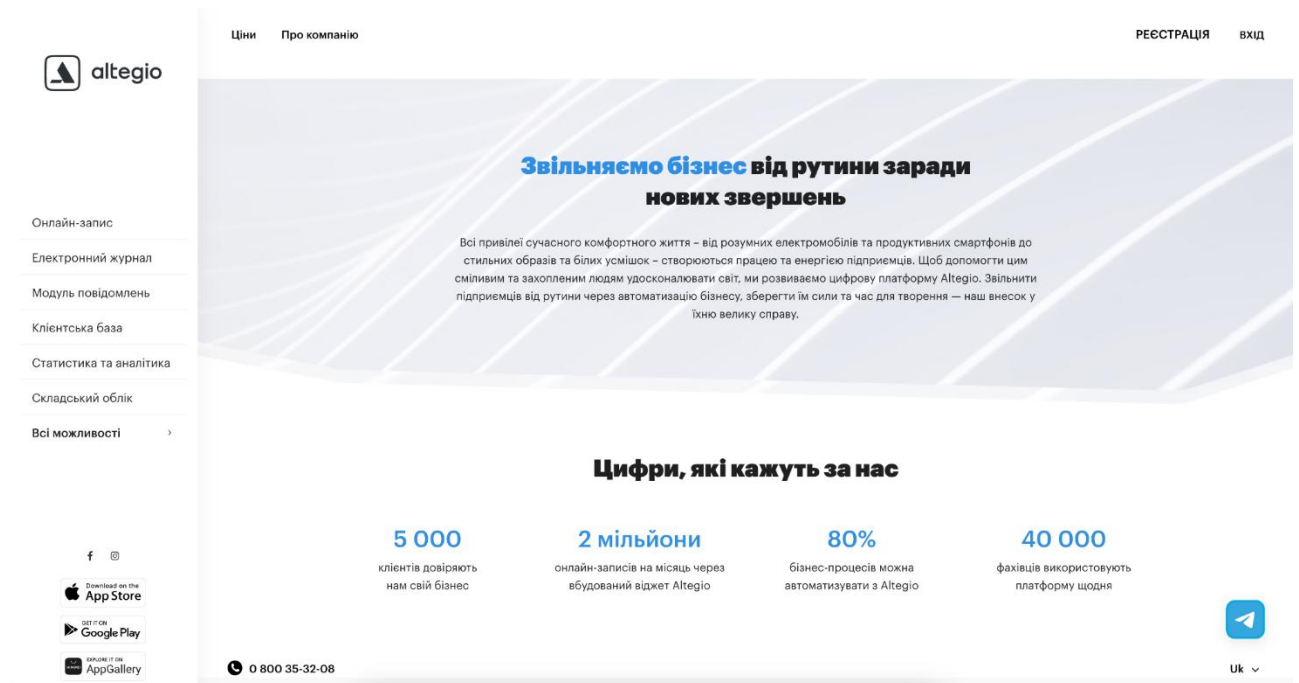 altegio
Онлайн-запис
Електронний журнал
Модуль повідомлень
Клієнтська база
Статистика та аналітика
Складський облік
Всі можливості
Download on the
App Store
GET IT ON
Google Play
EXPLORE IT ON
AppGallery
Ціни Про компанію
РЕЄСТРАЦІЯ ВХІД
Звільняємо бізнес від рутини заради
нових звершень
Всі привілеї сучасного комфортного життя – від розумних електромобілів та продуктивних смартфонів до
стильних образів та білих усмішок – створюються працею та енергією підприємців. Щоб допомогти цим
сміливим та захопленим людям удосконалювати світ, ми розвиваємо цифрову платформу Altegio. Звільнити
підприємців від рутини через автоматизацію бізнесу, зберегти їм сили та час для творення — наш внесок у
їхню велику справу.
Цифри, які кажуть за нас
5 000
клієнтів довіряють
нам свій бізнес
2 мільйони
онлайн-записів на місяць через
вбудований віджет Altegio
80%
бізнес-процесів можна
автоматизувати з Altegio
40 000
фахівців використовують
платформу щодня
0 800 35-32-08
Uk